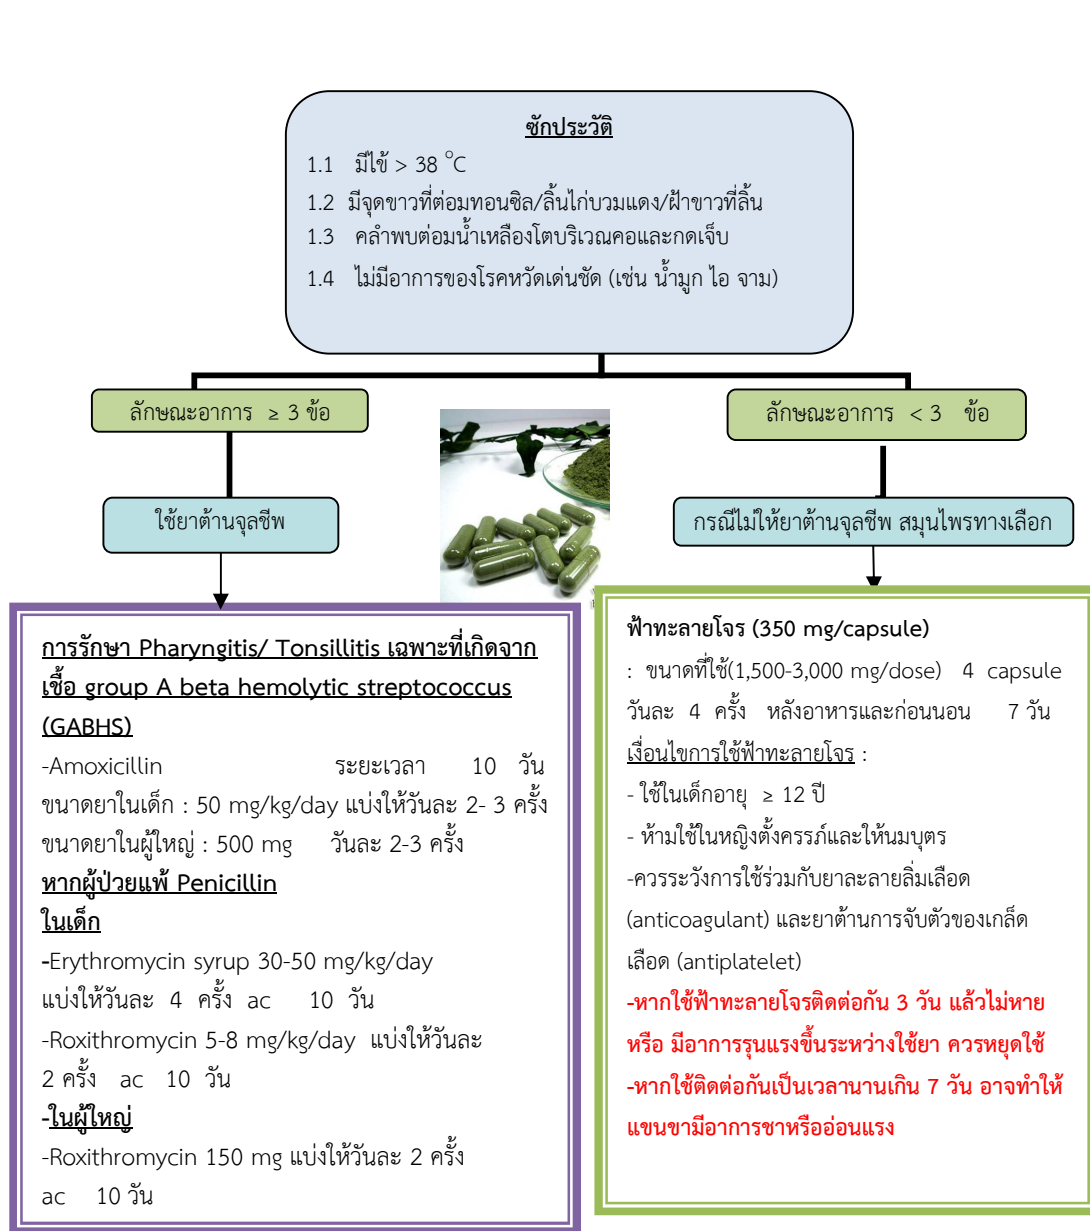 ซักประวัติ
1.1 มีไข้ > 38 °C
1.2 มีจุดขาวที่ต่อมทอนซิล/ลิ้นไก่บวมแดง/ฝ้าขาวที่ลิ้น
1.3 คลำพบต่อมน้ำเหลืองโตบริเวณคอและกดเจ็บ
1.4 ไม่มีอาการของโรคหวัดเด่นชัด (เช่น น้ำมูก ไอ จาม)
ลักษณะอาการ ≥ 3 ข้อ
ใช้ยาต้านจุลชีพ
การรักษา Pharyngitis/ Tonsillitis เฉพาะที่เกิดจาก
เชื้อ group A beta hemolytic streptococcus
(GABHS)
-Amoxicillin ระยะเวลา 10 วัน
ขนาดยาในเด็ก : 50 mg/kg/day แบ่งให้วันละ 2- 3 ครั้ง
ขนาดยาในผู้ใหญ่ : 500 mg วันละ 2-3 ครั้ง
หากผู้ป่วยแพ้ Penicillin
ในเด็ก
-Erythromycin syrup 30-50 mg/kg/day
แบ่งให้วันละ 4 ครั้ง ac 10 วัน
-Roxithromycin 5-8 mg/kg/day แบ่งให้วันละ
2 ครั้ง ac 10 วัน
-ในผู้ใหญ่
-Roxithromycin 150 mg แบ่งให้วันละ 2 ครั้ง
ac 10 วัน
ลักษณะอาการ < 3 ข้อ
กรณีไม่ให้ยาต้านจุลชีพ สมุนไพรทางเลือก
ฟ้าทะลายโจร (350 mg/capsule)
: ขนาดที่ใช้(1,500-3,000 mg/dose) 4 capsule
วันละ 4 ครั้ง หลังอาหารและก่อนนอน 7 วัน
เงื่อนไขการใช้ฟ้าทะลายโจร :
- ใช้ในเด็กอายุ ≥ 12 ปี
- ห้ามใช้ในหญิงตั้งครรภ์และให้นมบุตร
-ควรระวังการใช้ร่วมกับยาละลายลิ่มเลือด
(anticoagulant) และยาต้านการจับตัวของเกล็ด
เลือด (antiplatelet)
-หากใช้ฟ้าทะลายโจรติดต่อกัน 3 วัน แล้วไม่หาย
หรือ มีอาการรุนแรงขึ้นระหว่างใช้ยา ควรหยุดใช้
-หากใช้ติดต่อกันเป็นเวลานานเกิน 7 วัน อาจทำให้
แขนขามีอาการชาหรืออ่อนแรง